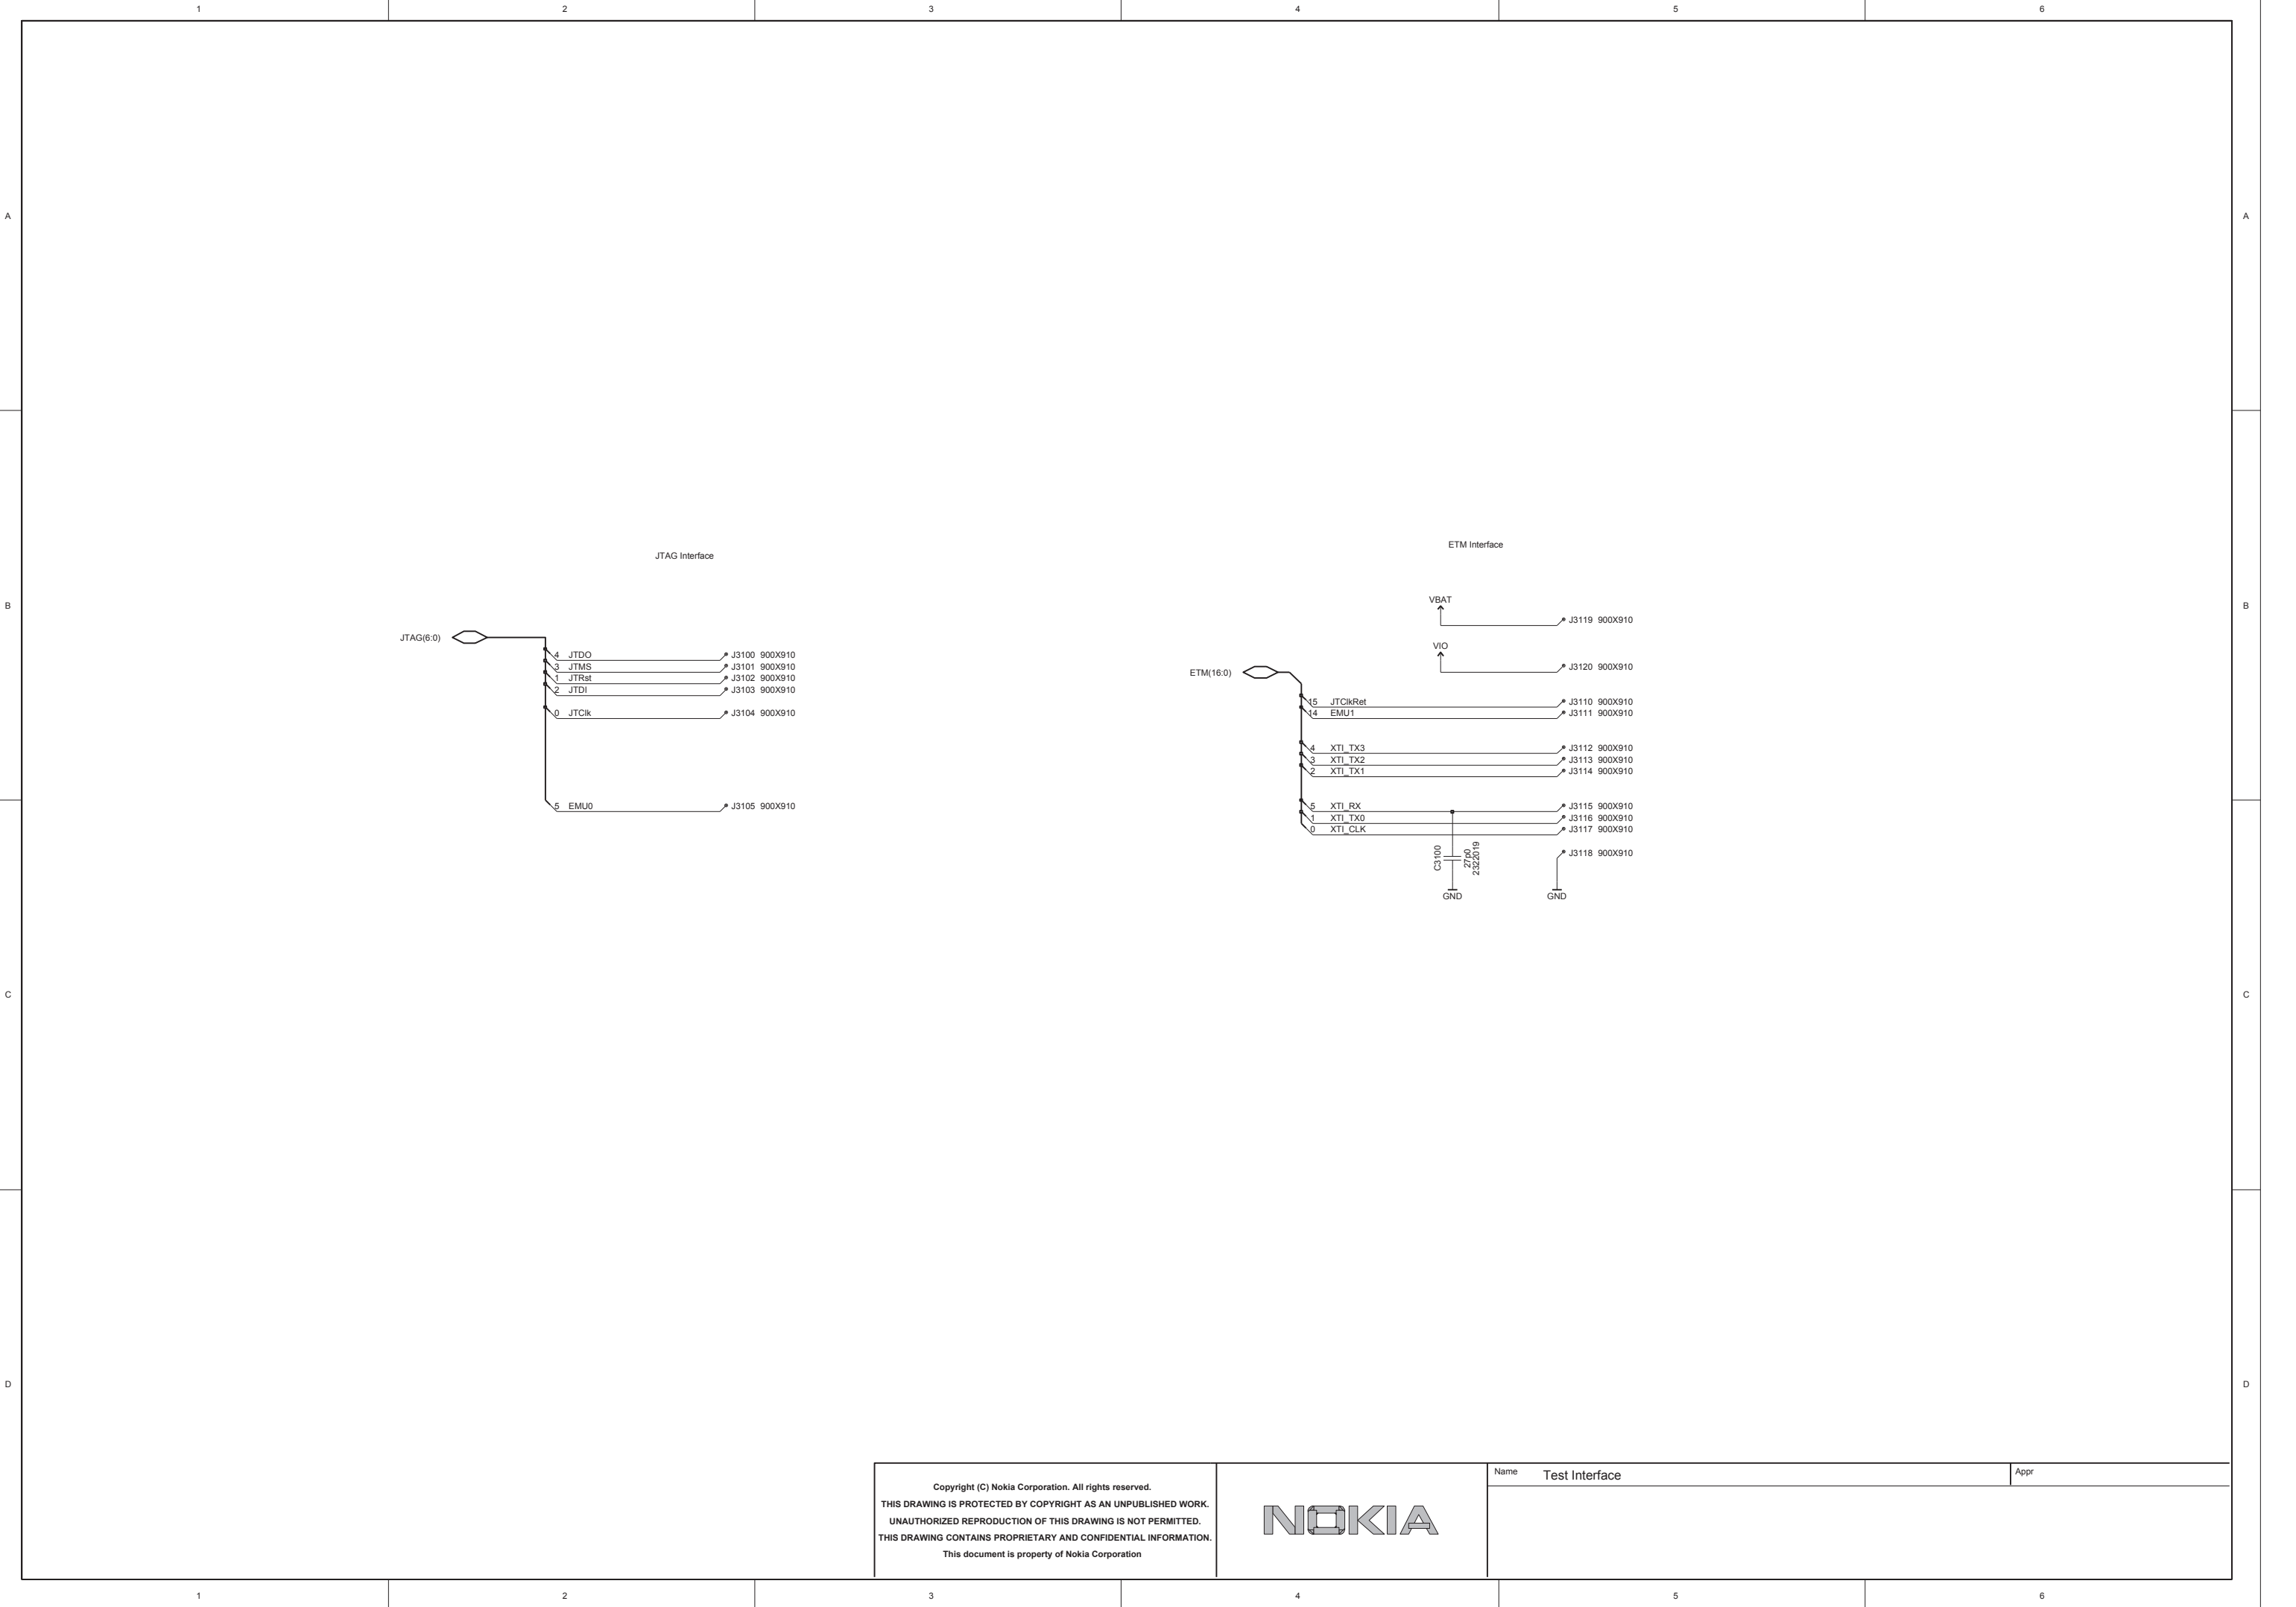 1 2 3 4 5 6
A A
JTAG Interface
ETM Interface
B B
VBAT
J3119 900X910
JTAG(6:0)
VIO
4 JTDO J3100 900X910
3 JTMS J3101 900X910
J3120 900X910
1 JTRst J3102 900X910
ETM(16:0)
2 JTDI J3103 900X910
15 JTClkRet J3110 900X910
0 JTClk J3104 900X910
14 EMU1 J3111 900X910
4 XTI_TX3 J3112 900X910
3 XTI_TX2 J3113 900X910
2 XTI_TX1 J3114 900X910
5 EMU0 J3105 900X910
5 XTI_RX J3115 900X910
1 XTI_TX0 J3116 900X910
0 XTI_CLK J3117 900X910
J3118 900X910
C3100
27p0
2322019
GND GND
C C
D D
Copyright (C) Nokia Corporation. All rights reserved.
THIS DRAWING IS PROTECTED BY COPYRIGHT AS AN UNPUBLISHED WORK.
UNAUTHORIZED REPRODUCTION OF THIS DRAWING IS NOT PERMITTED.
THIS DRAWING CONTAINS PROPRIETARY AND CONFIDENTIAL INFORMATION.
This document is property of Nokia Corporation
NOKIA
Name Test Interface Appr
1 2 3 4 5 6